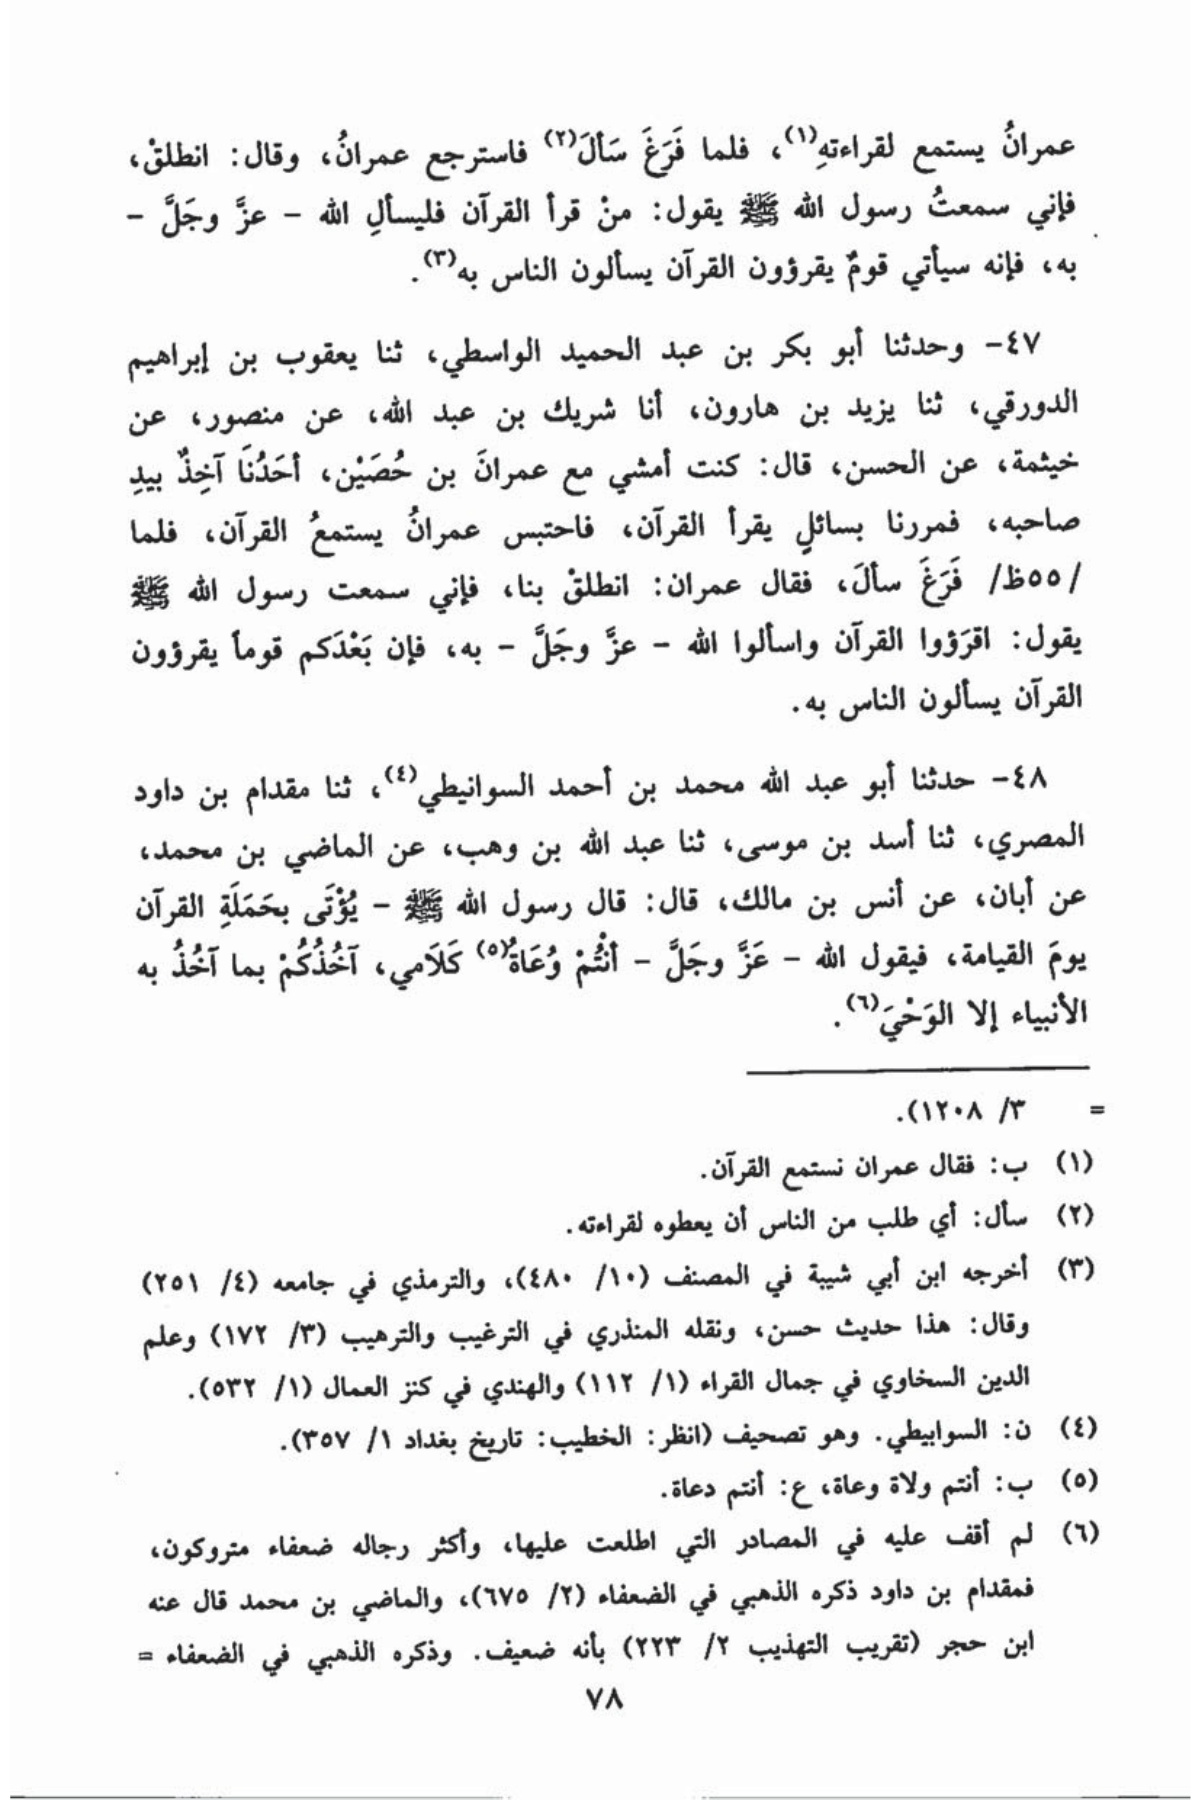 عمرانُ يستمع لقراءتهِ(١)، فلما فَرَغَ سَألَ(٢) فاسترجع عمرانُ، وقال: انطلقْ،
فإني سمعتُ رسول الله ﷺ يقول: منْ قرأ القرآن فليسألِ الله - عزَّ وجَلَّ -
به، فإنه سيأتي قومٌ يقرؤون القرآن يسألون الناس به(٣).
٤٧- وحدثنا أبو بكر بن عبد الحميد الواسطي، ثنا يعقوب بن إبراهيم
الدورقي، ثنا يزيد بن هارون، أنا شريك بن عبد الله، عن منصور، عن
خيثمة، عن الحسن، قال: كنت أمشي مع عمرانَ بن حُصَيْن، أحَدُنَا آخِذٌ بيدِ
صاحبه، فمررنا بسائلٍ يقرأ القرآن، فاحتبس عمرانُ يستمعُ القرآن، فلما
/٥٥ظ/ فَرَغَ سألَ، فقال عمران: انطلقْ بنا، فإني سمعت رسول الله ﷺ
يقول: اقرَؤوا القرآن واسألوا الله - عزَّ وجَلَّ - به، فإن بَعْدَكم قوماً يقرؤون
القرآن يسألون الناس به.
٤٨- حدثنا أبو عبد الله محمد بن أحمد السوانيطي(٤)، ثنا مقدام بن داود
المصري، ثنا أسد بن موسى، ثنا عبد الله بن وهب، عن الماضي بن محمد،
عن أبان، عن أنس بن مالك، قال: قال رسول الله ﷺ - يُؤْتَى بحَمَلَةِ القرآن
يومَ القيامة، فيقول الله - عَزَّ وجَلَّ - أنْتُمْ وُعَاةُ(٥) كَلَامي، آخُذُكُمْ بما آخُذُ به
الأنبياء إلا الوَحْيَ(٦).
= ٣/ ١٢٠٨).
(١) ب: فقال عمران نستمع القرآن.
(٢) سأل: أي طلب من الناس أن يعطوه لقراءته.
(٣) أخرجه ابن أبي شيبة في المصنف (١٠/ ٤٨٠)، والترمذي في جامعه (٤/ ٢٥١)
وقال: هذا حديث حسن، ونقله المنذري في الترغيب والترهيب (٣/ ١٧٢) وعلم
الدين السخاوي في جمال القراء (١/ ١١٢) والهندي في كنز العمال (١/ ٥٣٢).
(٤) ن: السوابيطي. وهو تصحيف (انظر: الخطيب: تاريخ بغداد ١/ ٣٥٧).
(٥) ب: أنتم ولاة وعاة، ع: أنتم دعاة.
(٦) لم أقف عليه في المصادر التي اطلعت عليها، وأكثر رجاله ضعفاء متروكون،
فمقدام بن داود ذكره الذهبي في الضعفاء (٢/ ٦٧٥)، والماضي بن محمد قال عنه
ابن حجر (تقريب التهذيب ٢/ ٢٢٣) بأنه ضعيف. وذكره الذهبي في الضعفاء =
٧٨